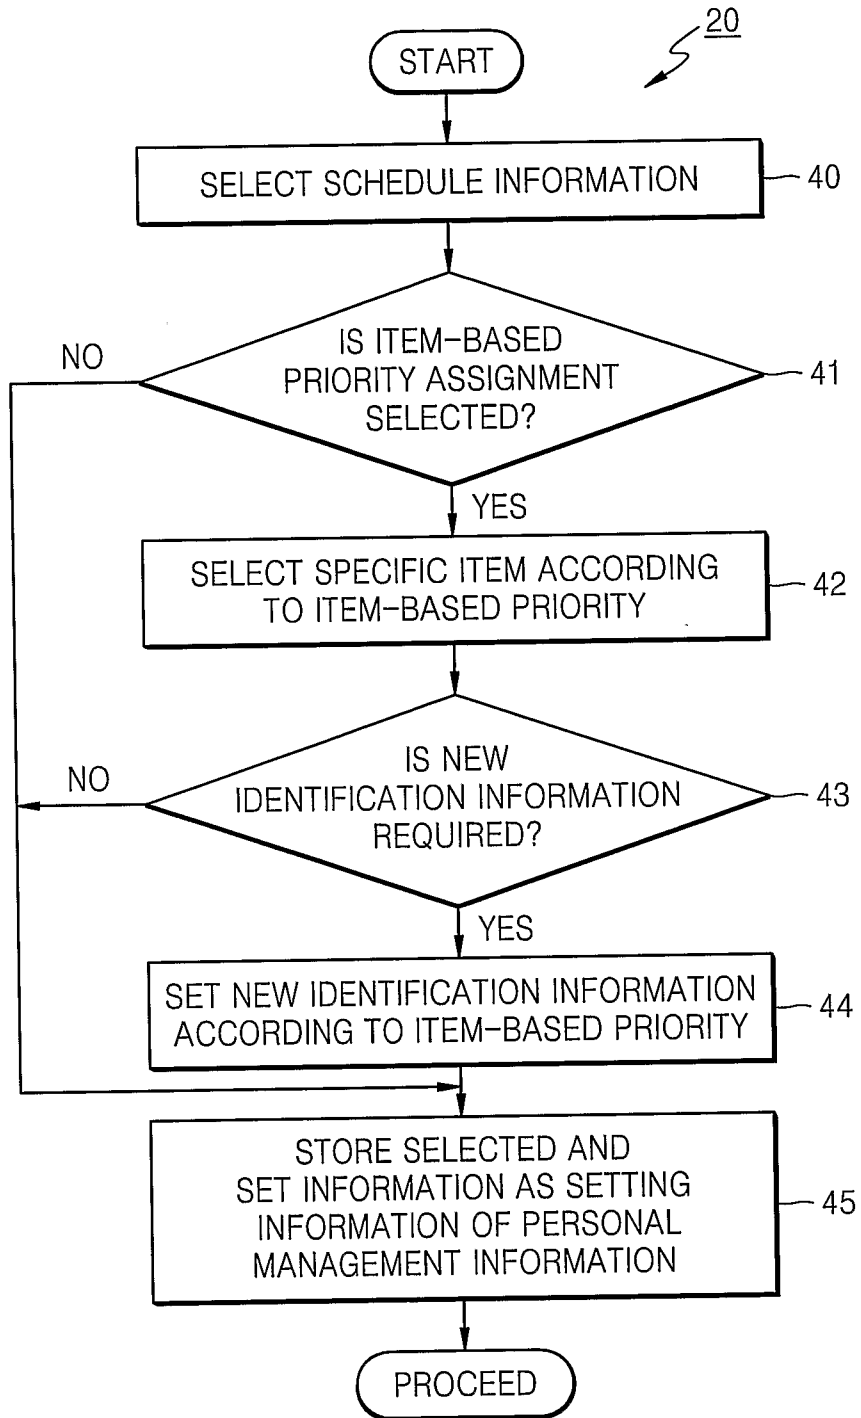 20
START
SELECT SCHEDULE INFORMATION
40
IS ITEM-BASED
PRIORITY ASSIGNMENT
SELECTED?
41
NO
YES
SELECT SPECIFIC ITEM ACCORDING
TO ITEM-BASED PRIORITY
42
IS NEW
IDENTIFICATION INFORMATION
REQUIRED?
43
NO
YES
SET NEW IDENTIFICATION INFORMATION
ACCORDING TO ITEM-BASED PRIORITY
44
STORE SELECTED AND
SET INFORMATION AS SETTING
INFORMATION OF PERSONAL
MANAGEMENT INFORMATION
45
PROCEED